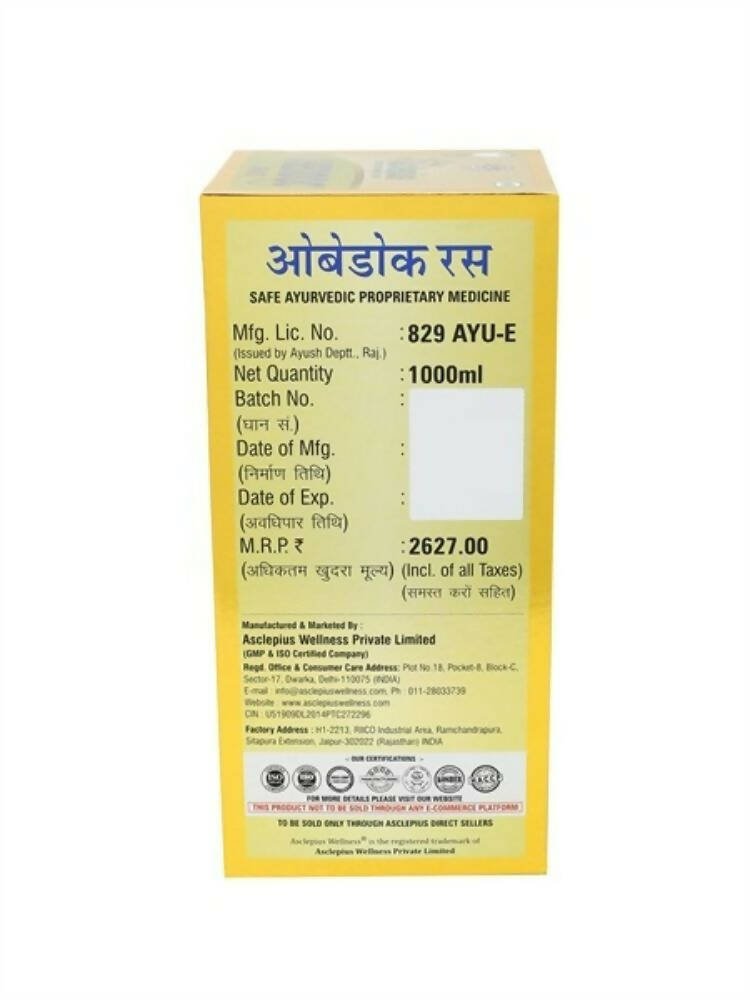 ओबेडोक रस
SAFE AYURVEDIC PROPRIETARY MEDICINE
Mfg. Lic. No. : 829 AYU-E
(Issued by Ayush Deptt., Raj.)
Net Quantity : 1000ml
Batch No. :
(घान सं.)
Date of Mfg. :
(निर्माण तिथि)
Date of Exp. :
(अवधिपार तिथि)
M.R.P. ₹ : 2627.00
(अधिकतम खुदरा मूल्य) (Incl. of all Taxes)
(समस्त करों सहित)
Manufactured & Marketed By :
Asclepius Wellness Private Limited
(GMP & ISO Certified Company)
Regd. Office & Consumer Care Address: Plot No.18, Pocket-8, Block-C,
Sector-17, Dwarka, Delhi-110075 (INDIA)
E-mail : info@asclepiuswellness.com, Ph : 011-28033739
Website : www.asclepiuswellness.com
CIN : U51909DL2014PTC272296
Factory Address : H1-2213, RIICO Industrial Area, Ramchandrapura,
Sitapura Extension, Jaipur-302022 (Rajasthan) INDIA
OUR CERTIFICATIONS
ISO ISO HACCP
FOR MORE DETAILS PLEASE VISIT OUR WEBSITE
THIS PRODUCT NOT TO BE SOLD THROUGH ANY E-COMMERCE PLATFORM
TO BE SOLD ONLY THROUGH ASCLEPIUS DIRECT SELLERS
Asclepius Wellness® is the registered trademark of
Asclepius Wellness Private Limited